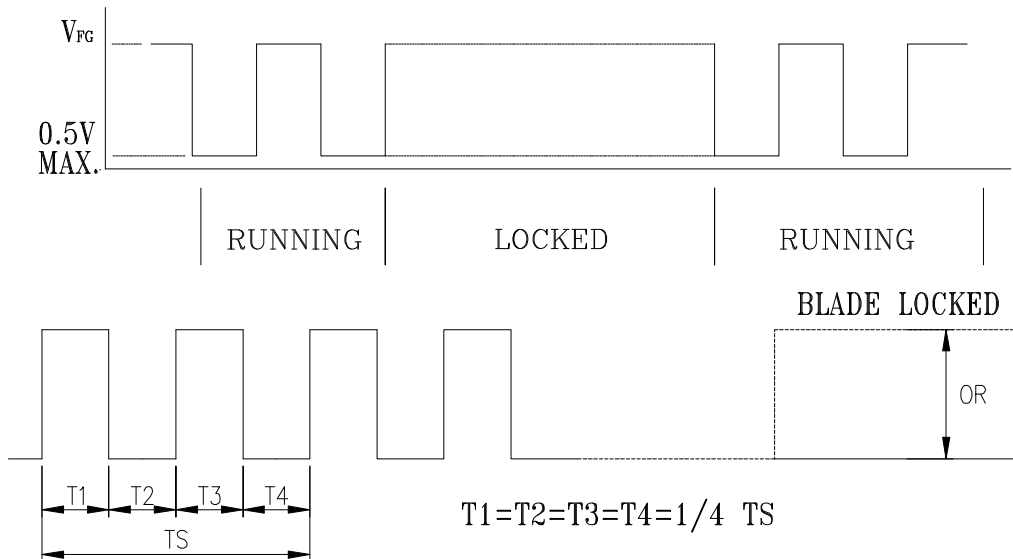 VFG
0.5V
MAX.
RUNNING LOCKED RUNNING
BLADE LOCKED
OR
T1 T2 T3 T4
TS
T1=T2=T3=T4=1/4 TS